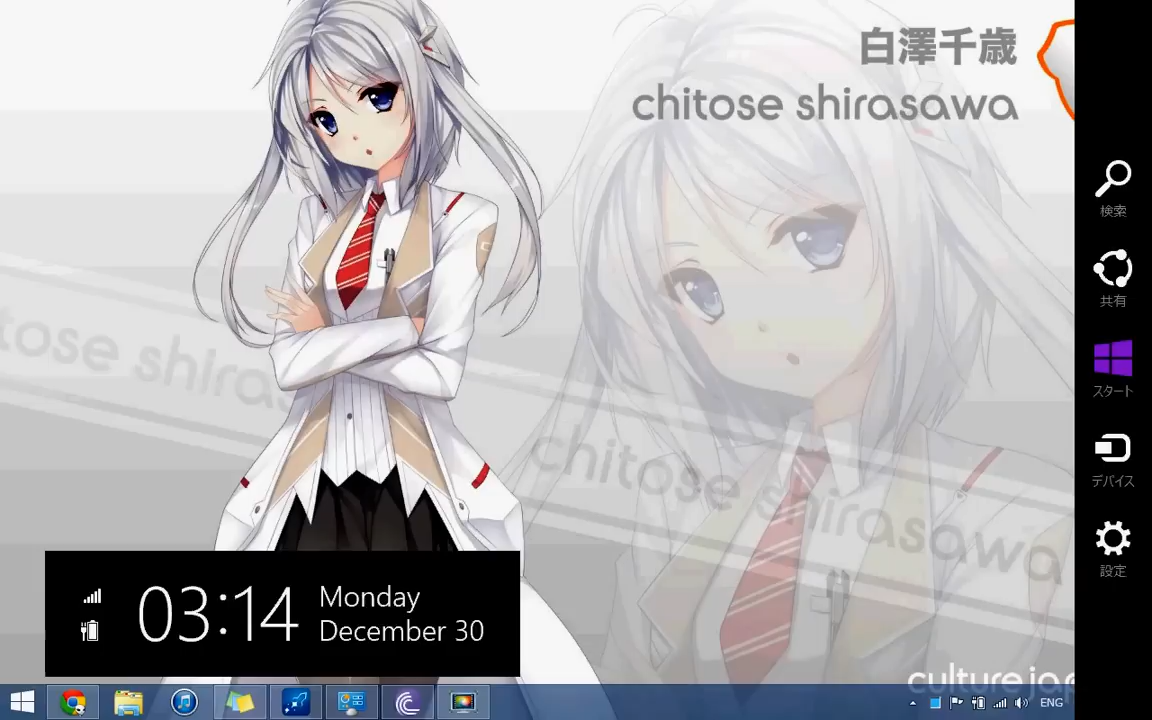 白澤千歳
chitose shirasawa
検索
共有
スタート
デバイス
設定
tose shiras
chitose shirasawa
03:14
Monday
December 30
culture jap
ENG